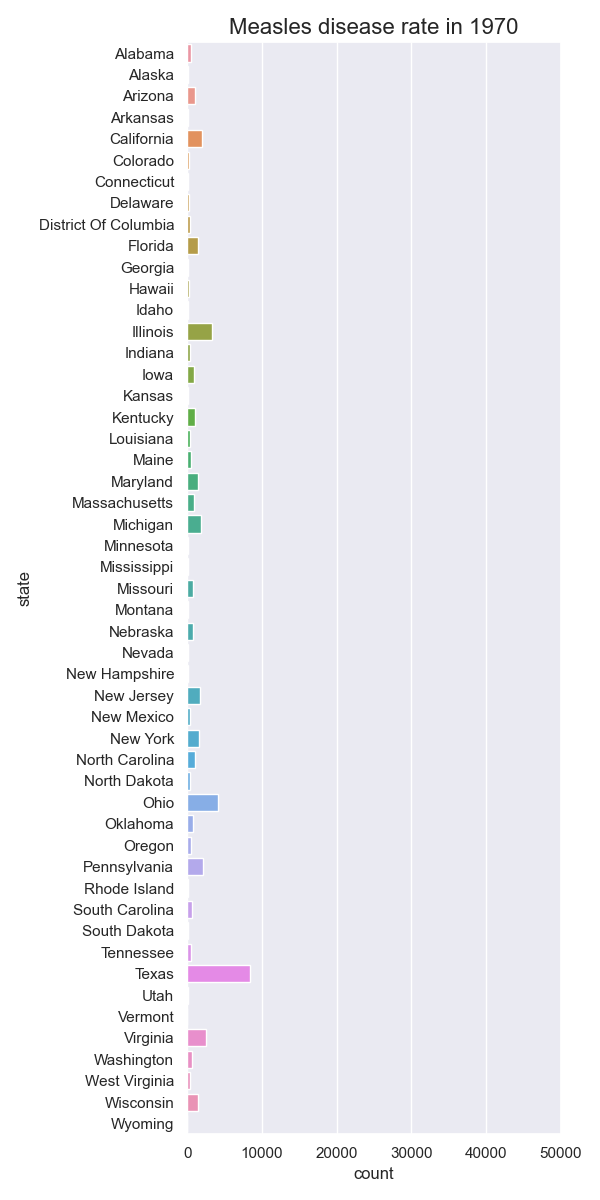 Measles disease rate in 1970
Alabama
Alaska
Arizona
Arkansas
California
Colorado
Connecticut
Delaware
District Of Columbia
Florida
Georgia
Hawaii
Idaho
Illinois
Indiana
Iowa
Kansas
Kentucky
Louisiana
Maine
Maryland
Massachusetts
Michigan
Minnesota
Mississippi
Missouri
Montana
Nebraska
Nevada
New Hampshire
New Jersey
New Mexico
New York
North Carolina
North Dakota
Ohio
Oklahoma
Oregon
Pennsylvania
Rhode Island
South Carolina
South Dakota
Tennessee
Texas
Utah
Vermont
Virginia
Washington
West Virginia
Wisconsin
Wyoming
state
0 10000 20000 30000 40000 50000
count